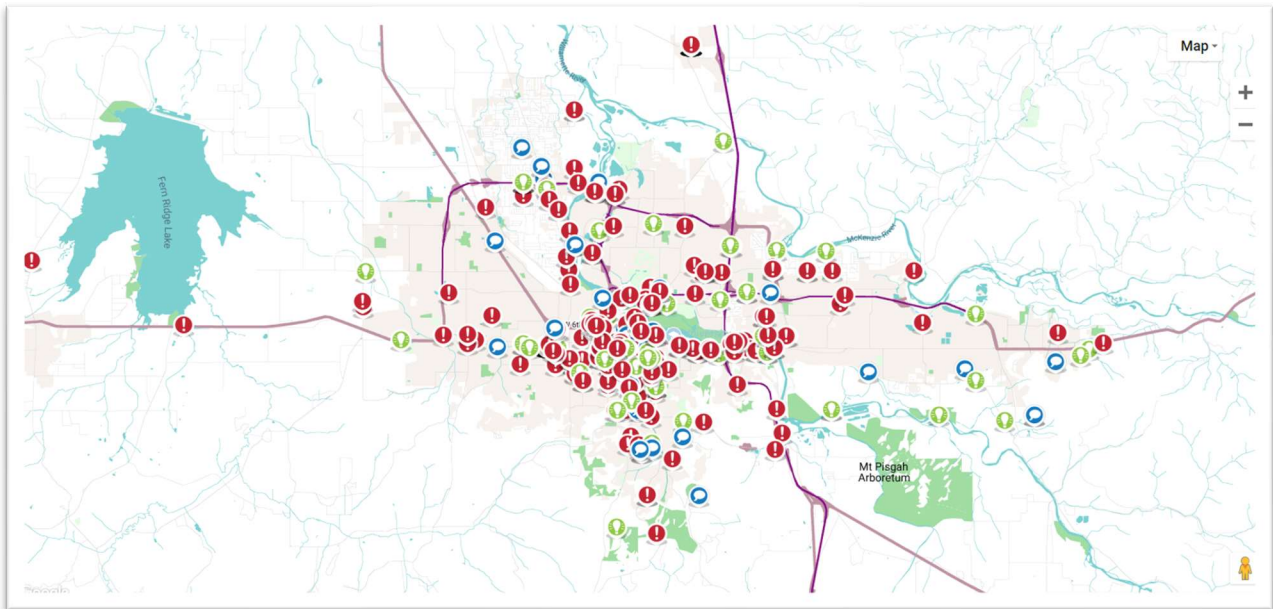 Map
+
−
Fern Ridge Lake
McKenzie River
Mt Pisgah
Arboretum